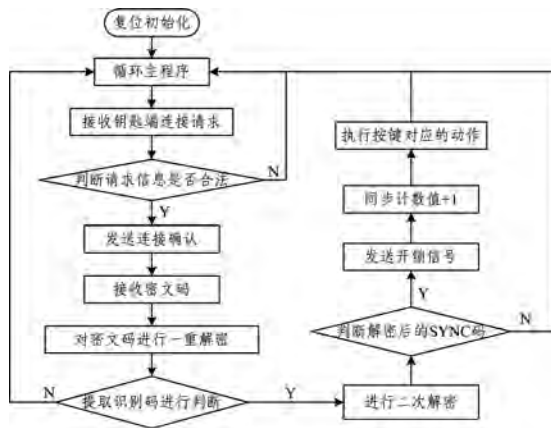 复位初始化
循环主程序
接收钥匙端连接请求
判断请求信息是否合法
N
Y
发送连接确认
接收密文码
对密文码进行一重解密
提取识别码进行判断
N
Y
进行二次解密
判断解密后的SYNC码
N
Y
发送开锁信号
同步计数值+1
执行按键对应的动作